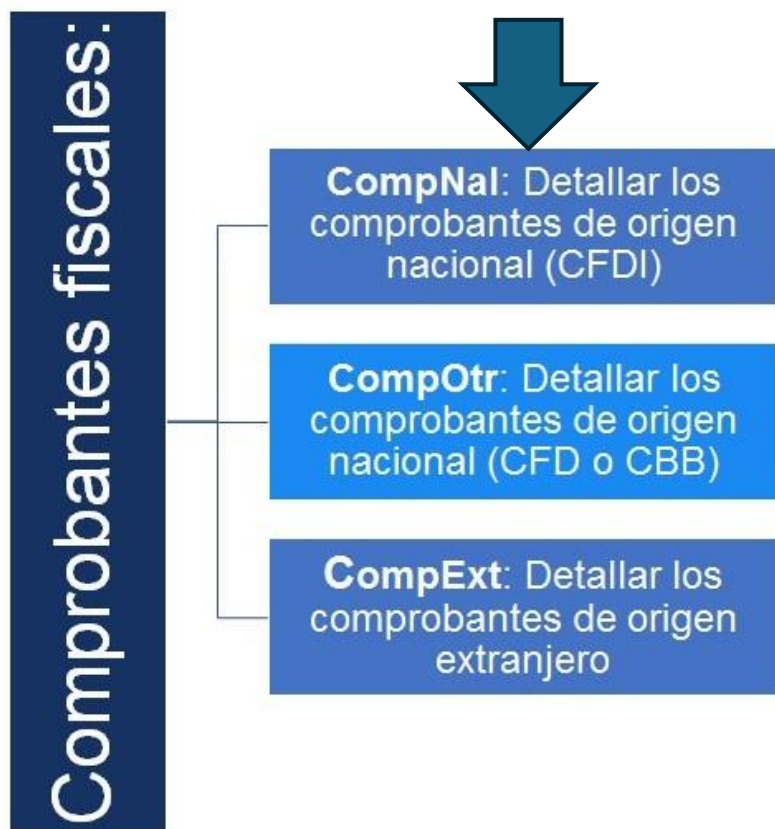 Comprobantes fiscales:
CompNal: Detallar los
comprobantes de origen
nacional (CFDI)
CompOtr: Detallar los
comprobantes de origen
nacional (CFD o CBB)
CompExt: Detallar los
comprobantes de origen
extranjero